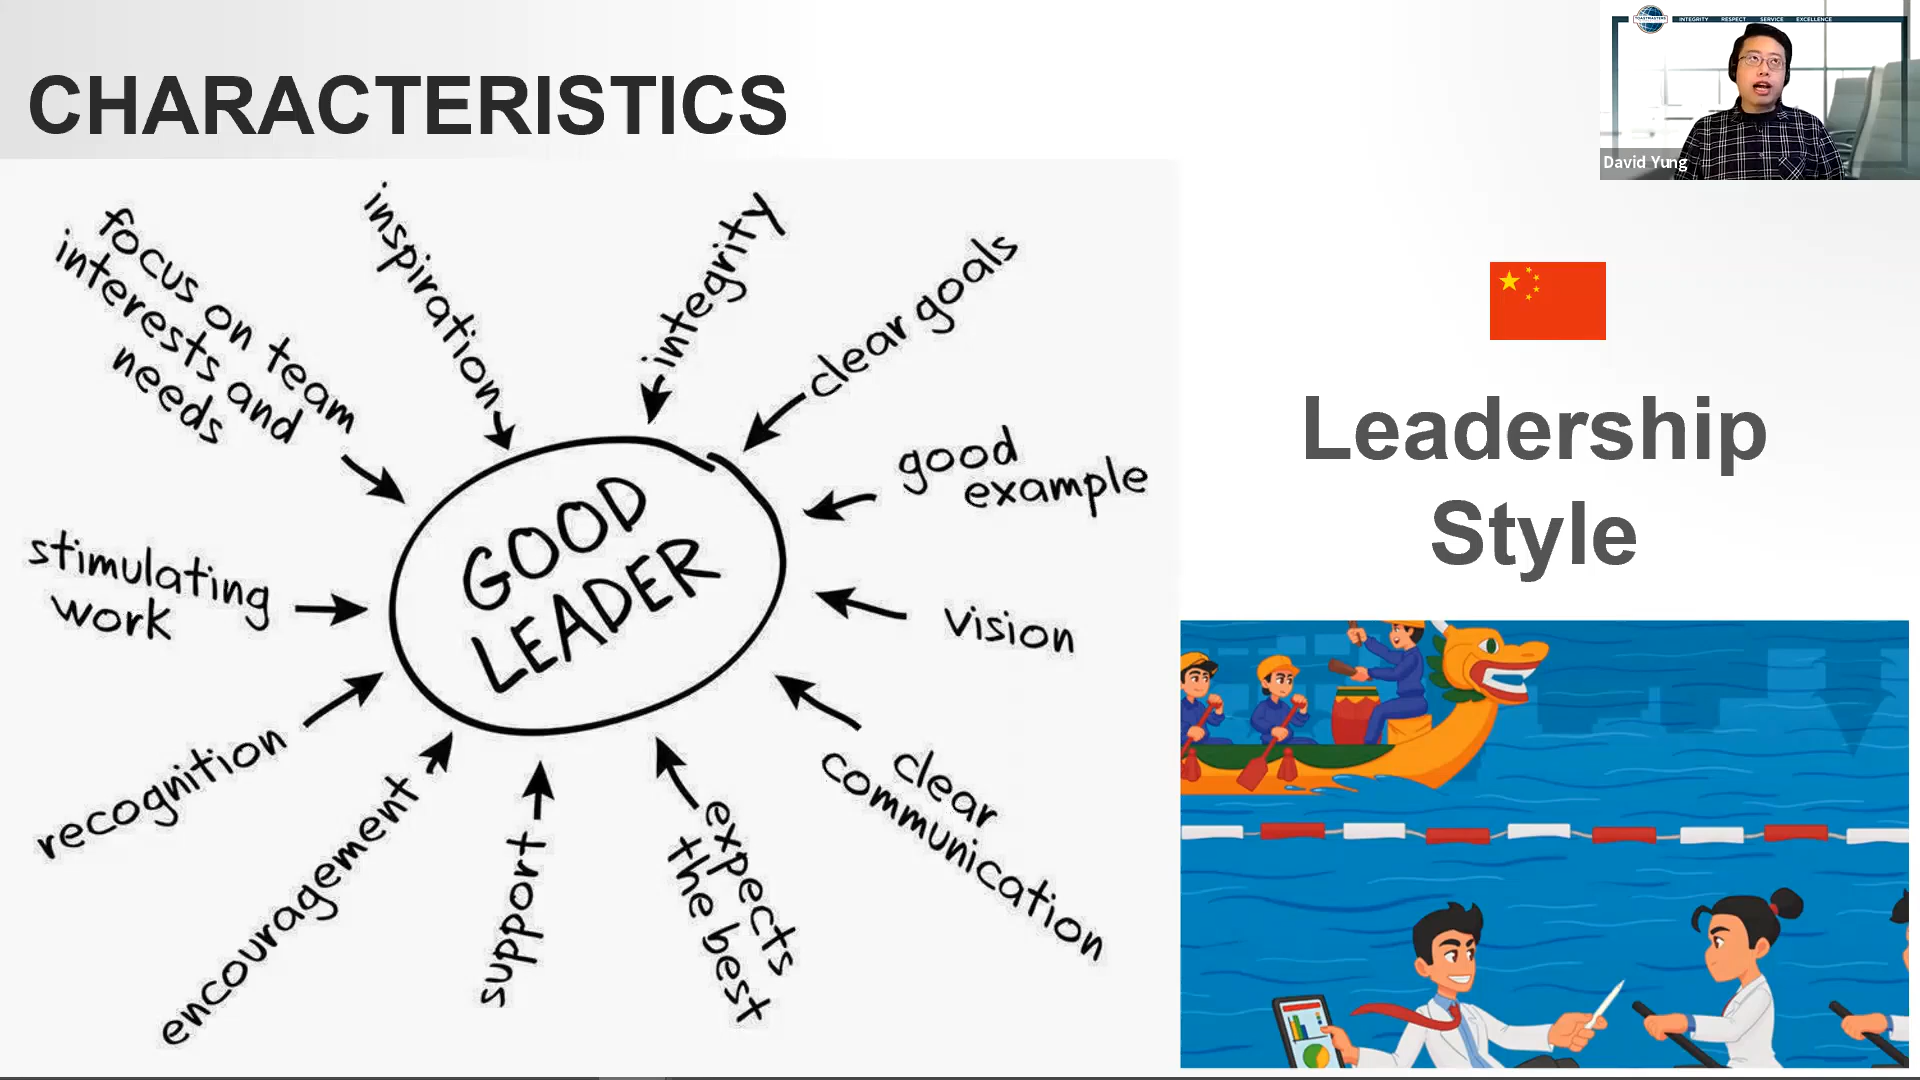 CHARACTERISTICS
TOASTMASTERS
INTEGRITY RESPECT SERVICE EXCELLENCE
David Yung
focus on team
interests and
needs
inspiration
integrity
clear goals
good
example
vision
clear
communication
expects
the best
support
encouragement
recognition
stimulating
work
GOOD
LEADER
Leadership
Style